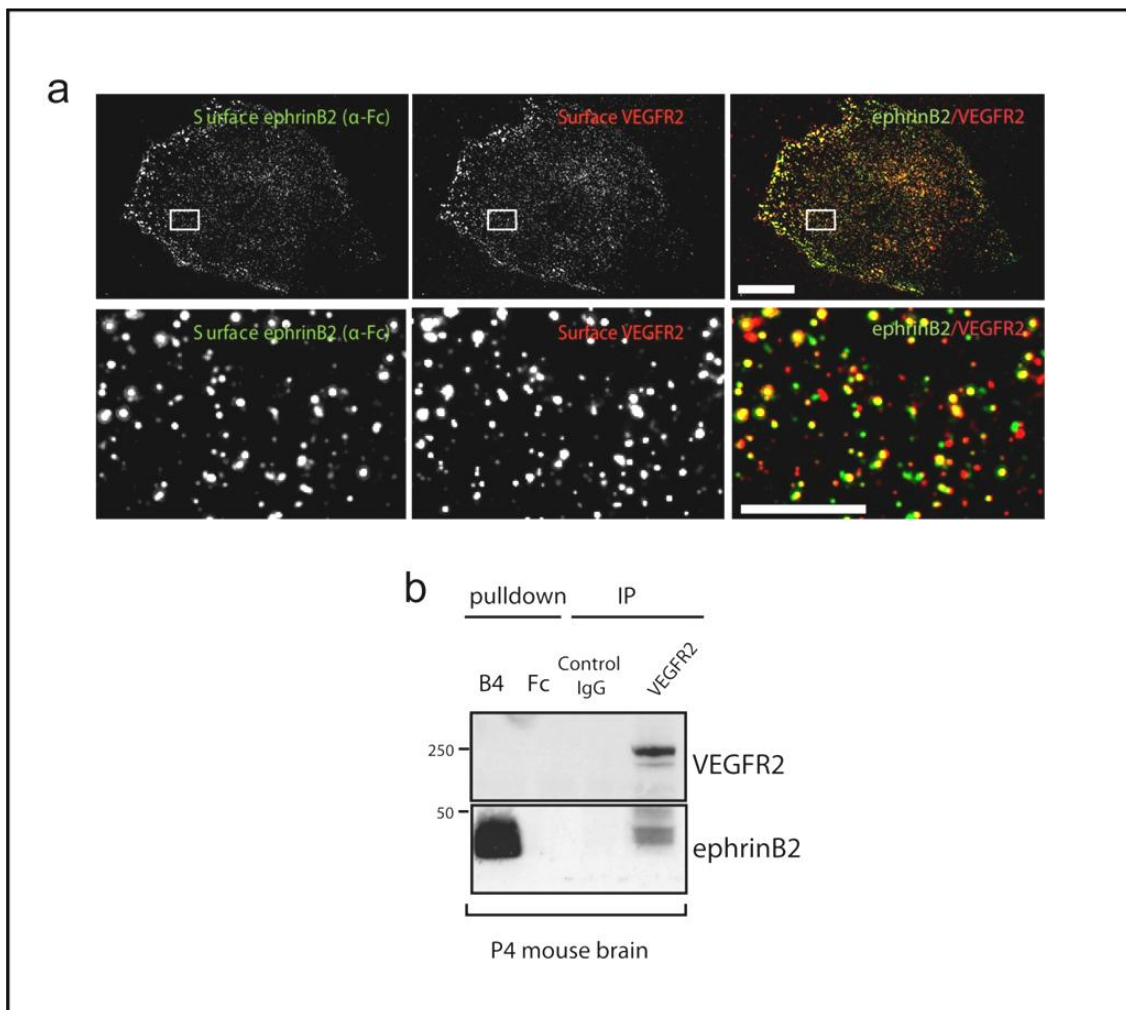 a
Surface ephrinB2 (α-Fc)
Surface VEGFR2
ephrinB2/VEGFR2
Surface ephrinB2 (α-Fc)
Surface VEGFR2
ephrinB2/VEGFR2
b
pulldown IP
B4 Fc Control IgG VEGFR2
250
VEGFR2
50
ephrinB2
P4 mouse brain